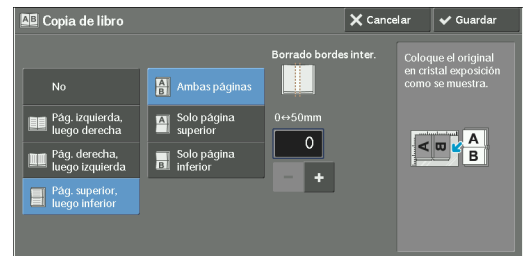 Copia de libro
Cancelar
Guardar
No
Pág. izquierda,
luego derecha
Pág. derecha,
luego izquierda
Pág. superior,
luego inferior
A
B
Ambas páginas
A
Solo página
superior
B
Solo página
inferior
Borrado bordes inter.
0↔50mm
0
− +
Coloque el original
en cristal exposición
como se muestra.
A B
A
B